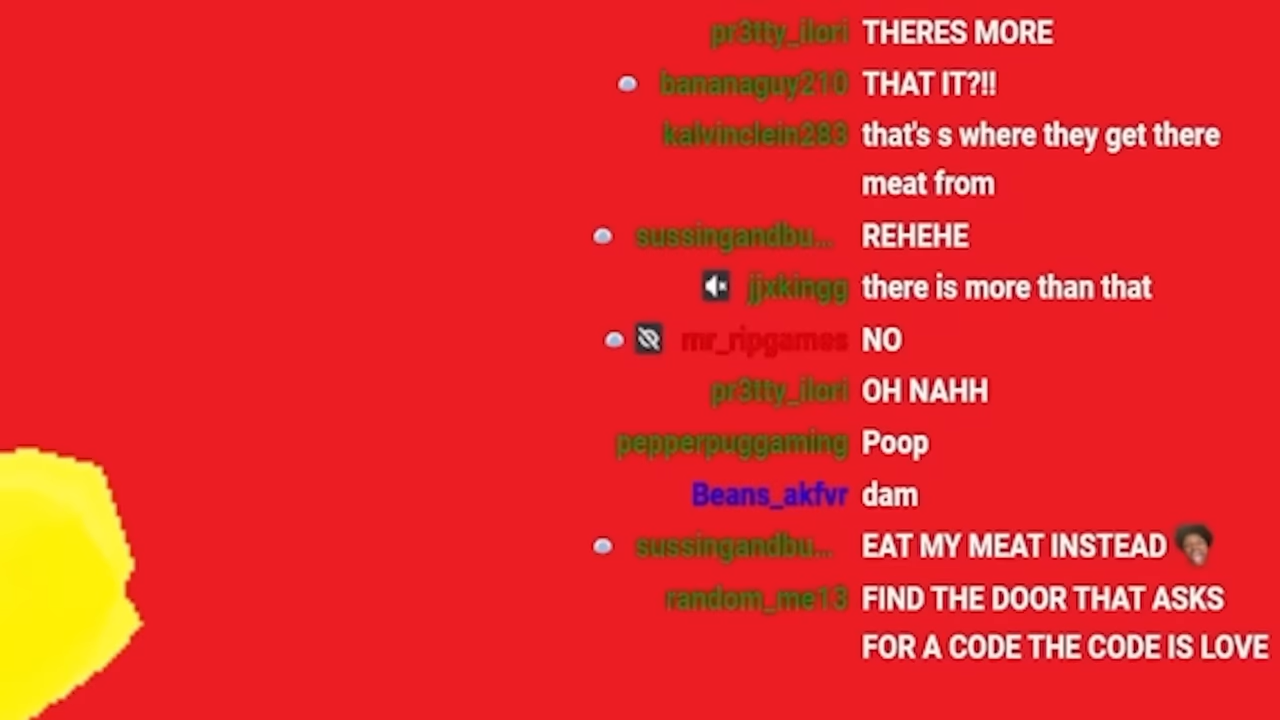 pr3tty_ilori THERES MORE
bananaguy210 THAT IT?!!
kalvinclein283 that's s where they get there
meat from
sussingandbu... REHEHE
jjxkingg there is more than that
mr_ripgames NO
pr3tty_ilori OH NAHH
pepperpuggaming Poop
Beans_akfvr dam
sussingandbu... EAT MY MEAT INSTEAD
random_me13 FIND THE DOOR THAT ASKS
FOR A CODE THE CODE IS LOVE